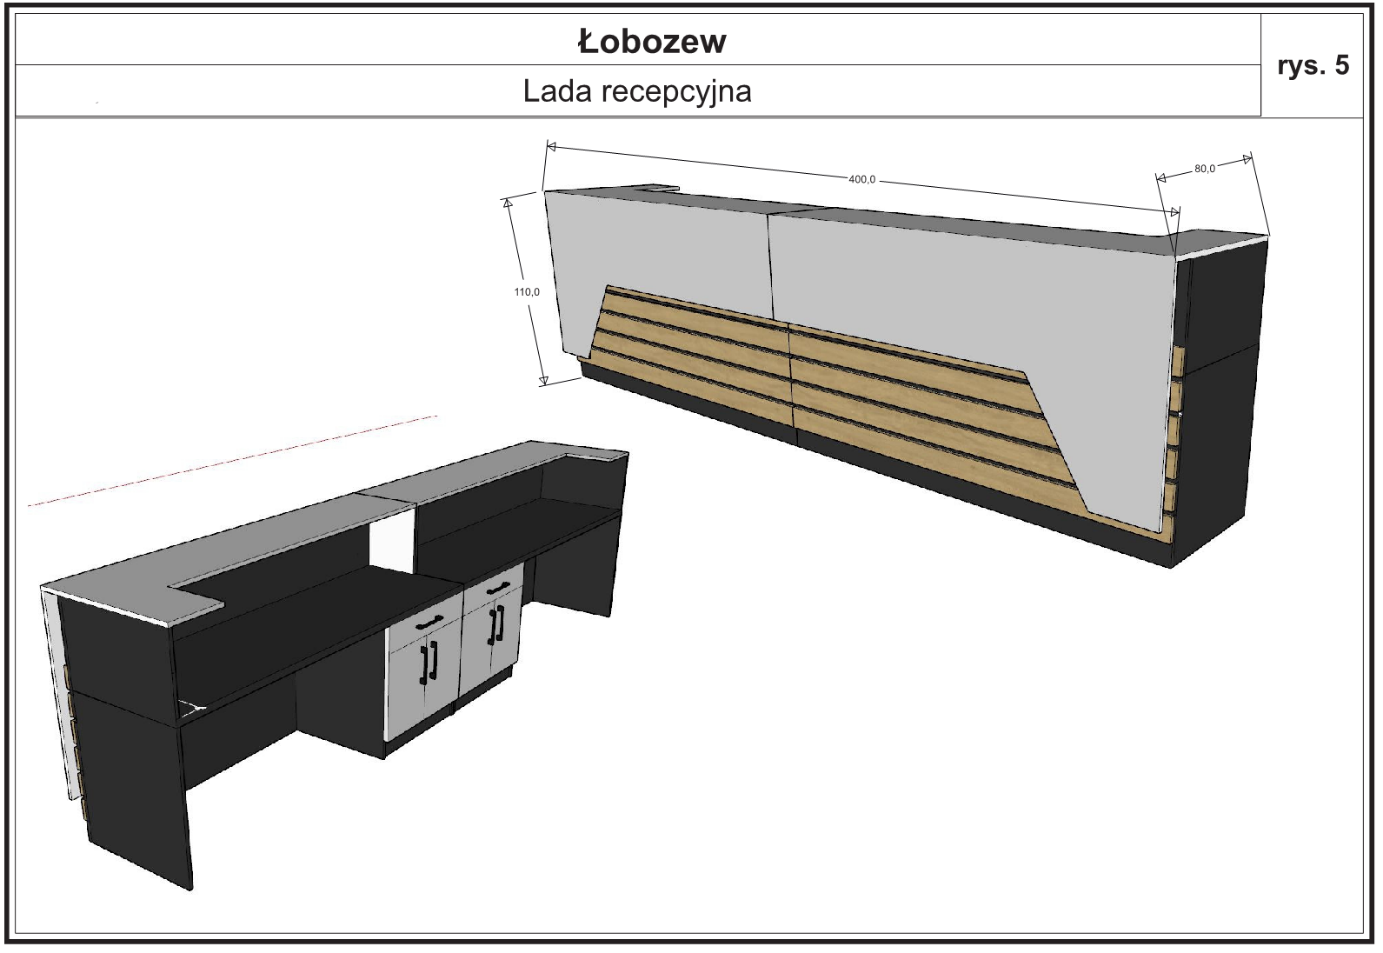 Łobozew
rys. 5
Lada recepcyjna
400,0
80,0
110,0